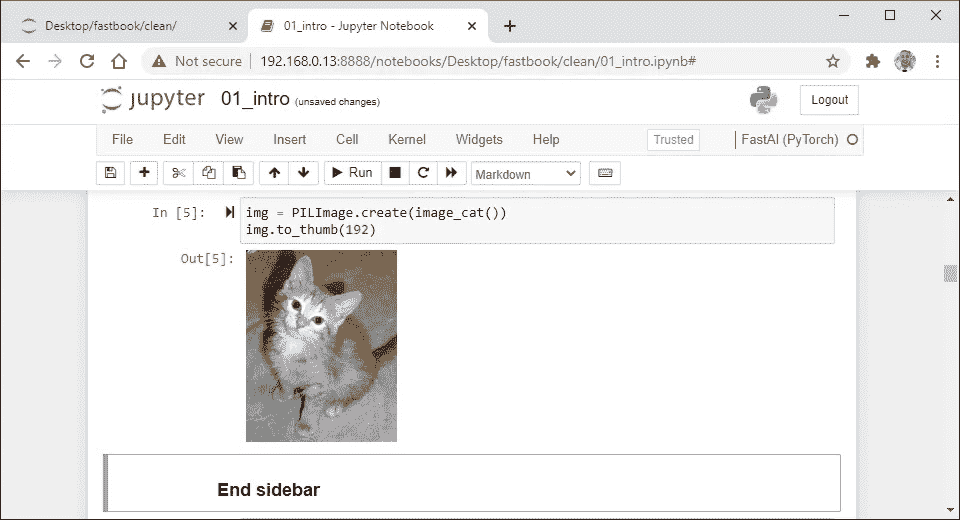 Desktop/fastbook/clean/
01_intro - Jupyter Notebook
Not secure
192.168.0.13:8888/notebooks/Desktop/fastbook/clean/01_intro.ipynb#
jupyter 01_intro (unsaved changes)
Logout
File Edit View Insert Cell Kernel Widgets Help
Trusted
FastAI (PyTorch)
Run
Markdown
In [5]:
img = PILImage.create(image_cat())
img.to_thumb(192)
Out[5]:
End sidebar